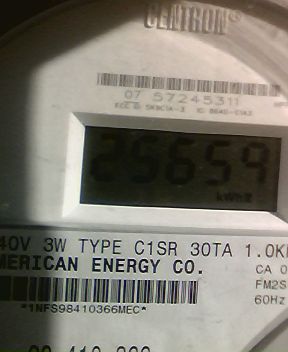 CENTRON®
07 57245311
25659
kWh
40V 3W TYPE C1SR 30TA 1.0K
MERICAN ENERGY CO.
CA 0
FM2S
60Hz
*1NFS98410366MEC*